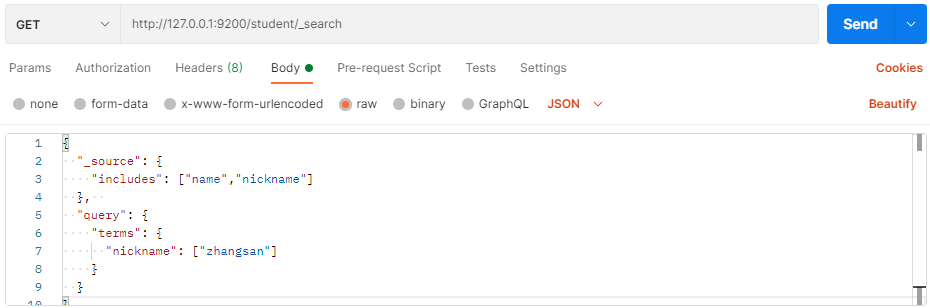 GET http://127.0.0.1:9200/student/_search Send
Params Authorization Headers (8) Body Pre-request Script Tests Settings Cookies
none form-data x-www-form-urlencoded raw binary GraphQL JSON Beautify
1 {
2 "_source": {
3 "includes": ["name","nickname"]
4 },
5 "query": {
6 "terms": {
7 "nickname": ["zhangsan"]
8 }
9 }
10 }